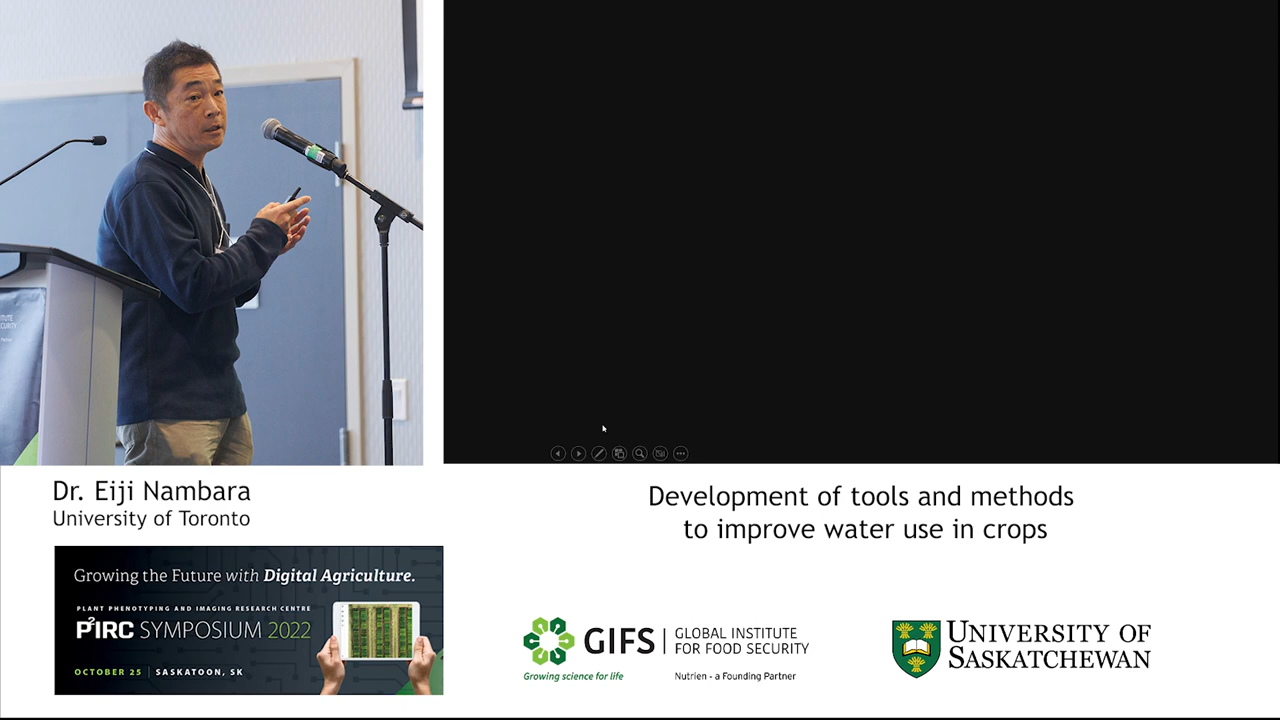 Dr. Eiji Nambara
University of Toronto
Development of tools and methods
to improve water use in crops
Growing the Future with Digital Agriculture.
PLANT PHENOTYPING AND IMAGING RESEARCH CENTRE
P²IRC SYMPOSIUM 2022
OCTOBER 25 | SASKATOON, SK
GIFS | GLOBAL INSTITUTE
FOR FOOD SECURITY
Growing science for life
Nutrien - a Founding Partner
UNIVERSITY OF
SASKATCHEWAN